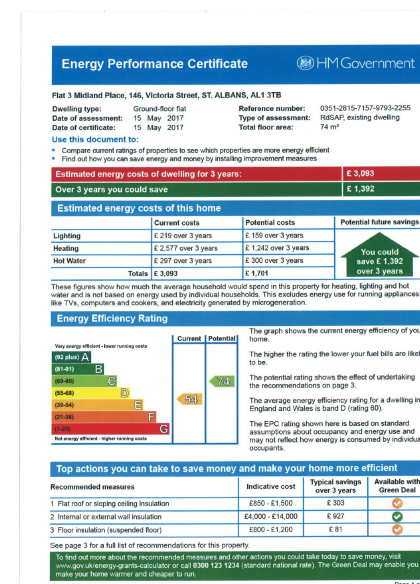 Energy Performance Certificate
HM Government
Flat 3 Midland Place, 146, Victoria Street, ST. ALBANS, AL1 3TB
Dwelling type: Ground-floor flat Reference number: 0351-2815-7157-9793-2255
Date of assessment: 15 May 2017 Type of assessment: RdSAP, existing dwelling
Date of certificate: 15 May 2017 Total floor area: 74 m²
Use this document to:
• Compare current ratings of properties to see which properties are more energy efficient
• Find out how you can save energy and money by installing improvement measures
Estimated energy costs of dwelling for 3 years: £ 3,093
Over 3 years you could save £ 1,392
Estimated energy costs of this home
Current costs Potential costs Potential future savings
Lighting £ 219 over 3 years £ 159 over 3 years
Heating £ 2,577 over 3 years £ 1,242 over 3 years
Hot Water £ 297 over 3 years £ 300 over 3 years
Totals £ 3,093 £ 1,701
You could
save £ 1,392
over 3 years
These figures show how much the average household would spend in this property for heating, lighting and hot
water and is not based on energy used by individual households. This excludes energy use for running appliances
like TVs, computers and cookers, and electricity generated by microgeneration.
Energy Efficiency Rating
Current Potential
Very energy efficient - lower running costs
(92 plus) A
(81-91) B
(69-80) C
(55-68) D
(39-54) E
(21-38) F
(1-20) G
Not energy efficient - higher running costs
54
74
The graph shows the current energy efficiency of you
home.
The higher the rating the lower your fuel bills are likel
to be.
The potential rating shows the effect of undertaking
the recommendations on page 3.
The average energy efficiency rating for a dwelling in
England and Wales is band D (rating 60).
The EPC rating shown here is based on standard
assumptions about occupancy and energy use and
may not reflect how energy is consumed by individua
occupants.
Top actions you can take to save money and make your home more efficient
Recommended measures Indicative cost Typical savings
over 3 years Available with
Green Deal
1 Flat roof or sloping ceiling insulation £850 - £1,500 £ 303
2 Internal or external wall insulation £4,000 - £14,000 £ 927
3 Floor insulation (suspended floor) £800 - £1,200 £ 81
See page 3 for a full list of recommendations for this property.
To find out more about the recommended measures and other actions you could take today to save money, visit
www.gov.uk/energy-grants-calculator or call 0300 123 1234 (standard national rate). The Green Deal may enable you
make your home warmer and cheaper to run.